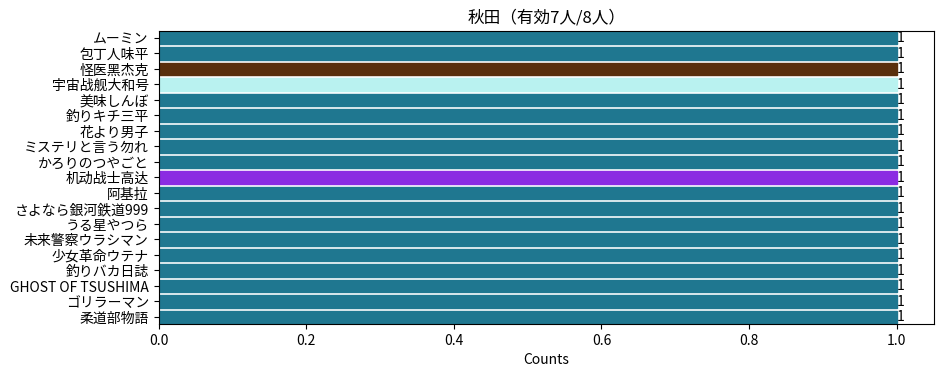 秋田（有効7人/8人）
ムーミン 1
包丁人味平 1
怪医黑杰克 1
宇宙战舰大和号 1
美味しんぼ 1
釣りキチ三平 1
花より男子 1
ミステリと言う勿れ 1
かろりのつやごと 1
机动战士高达 1
阿基拉 1
さよなら銀河鉄道999 1
うる星やつら 1
未来警察ウラシマン 1
少女革命ウテナ 1
釣りバカ日誌 1
GHOST OF TSUSHIMA 1
ゴリラーマン 1
柔道部物語 1
0.0 0.2 0.4 0.6 0.8 1.0
Counts